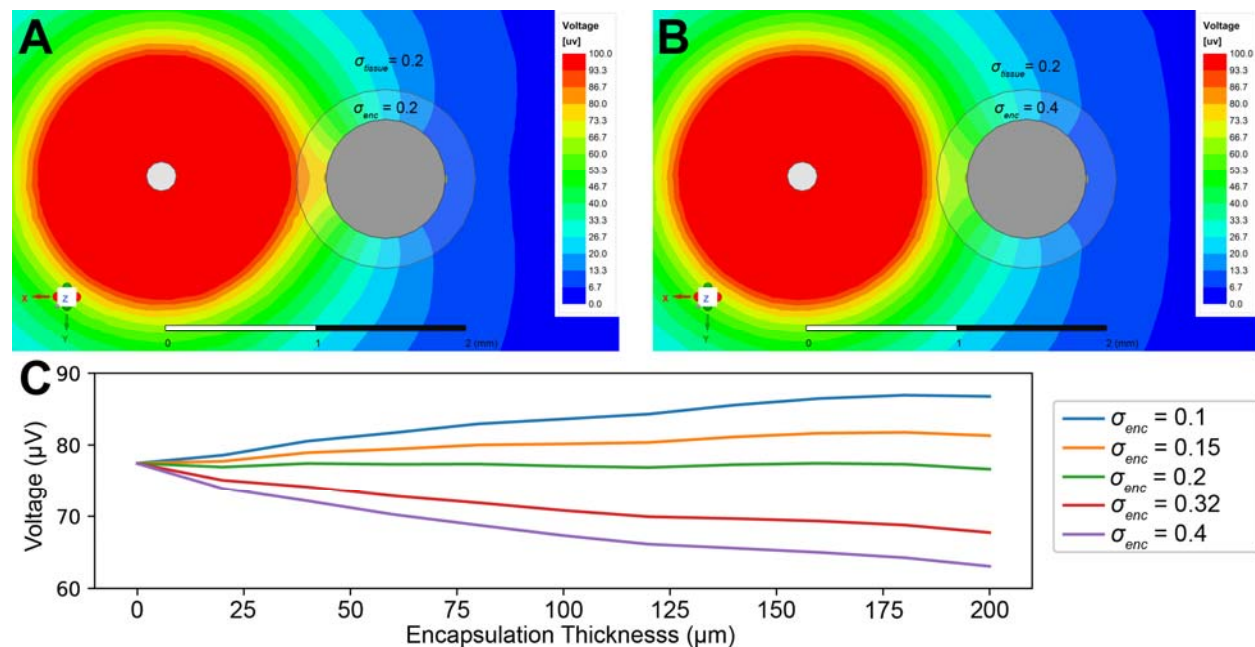 A
σtissue = 0.2
σenc = 0.2
Voltage
[uv]
100.0
93.3
86.7
80.0
73.3
66.7
60.0
53.3
46.7
40.0
33.3
26.7
20.0
13.3
6.7
0.0
X
Z
Y
0
1
2 (mm)
B
σtissue = 0.2
σenc = 0.4
Voltage
[uv]
100.0
93.3
86.7
80.0
73.3
66.7
60.0
53.3
46.7
40.0
33.3
26.7
20.0
13.3
6.7
0.0
X
Z
Y
0
1
2 (mm)
C
Voltage (µV)
90
80
70
60
0
25
50
75
100
125
150
175
200
Encapsulation Thicknesss (µm)
σenc = 0.1
σenc = 0.15
σenc = 0.2
σenc = 0.32
σenc = 0.4